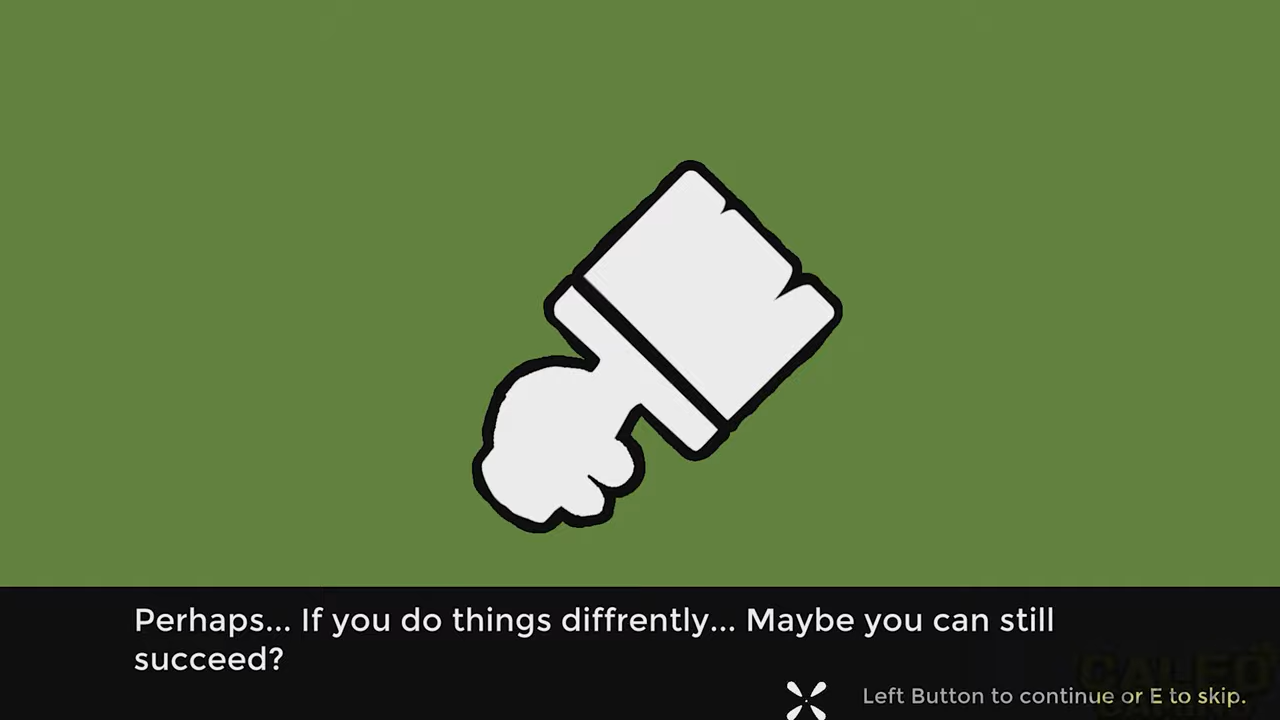 Perhaps... If you do things diffrently... Maybe you can still
succeed?
Left Button to continue or E to skip.